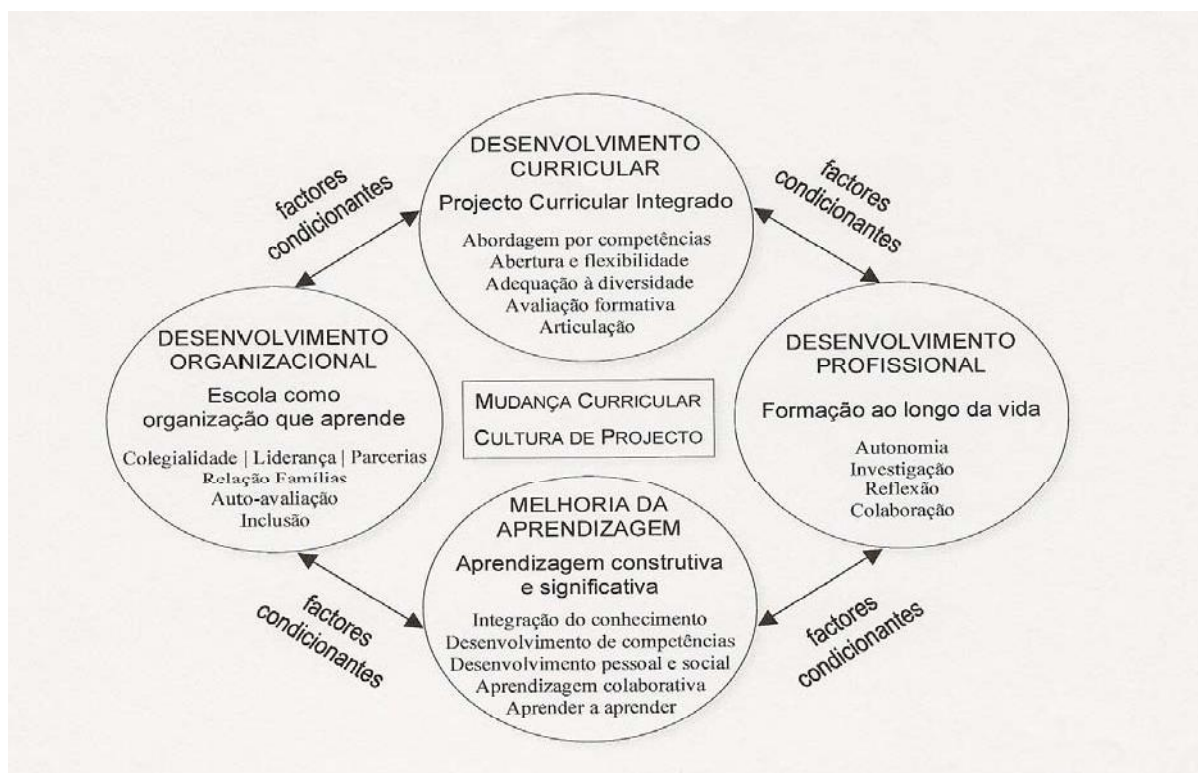 DESENVOLVIMENTO
CURRICULAR
Projecto Curricular Integrado
Abordagem por competências
Abertura e flexibilidade
Adequação à diversidade
Avaliação formativa
Articulação
factores
condicionantes
factores
condicionantes
DESENVOLVIMENTO
ORGANIZACIONAL
Escola como
organização que aprende
Colegialidade | Liderança | Parcerias
Relação Famílias
Auto-avaliação
Inclusão
MUDANÇA CURRICULAR
CULTURA DE PROJECTO
DESENVOLVIMENTO
PROFISSIONAL
Formação ao longo da vida
Autonomia
Investigação
Reflexão
Colaboração
MELHORIA DA
APRENDIZAGEM
Aprendizagem construtiva
e significativa
Integração do conhecimento
Desenvolvimento de competências
Desenvolvimento pessoal e social
Aprendizagem colaborativa
Aprender a aprender
factores
condicionantes
factores
condicionantes